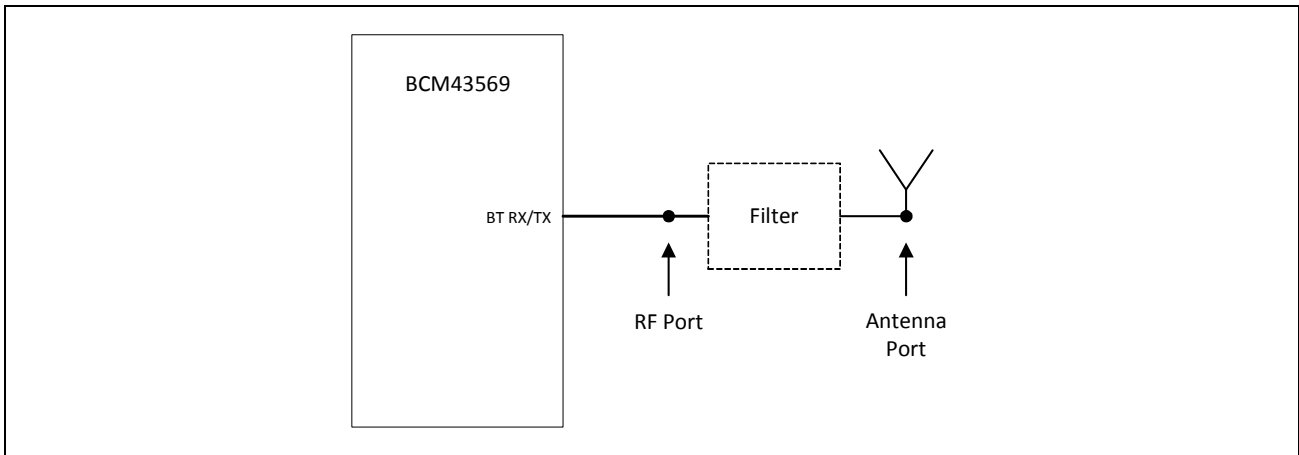 BCM43569
BT RX/TX
Filter
RF Port
Antenna
Port